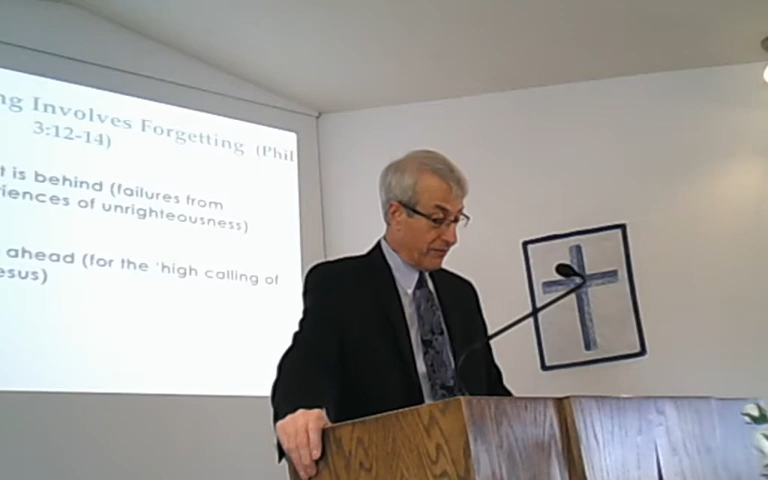 ng Involves Forgetting (Phil
3:12-14)
t is behind (failures from
iences of unrighteousness)
ahead (for the 'high calling of
esus)